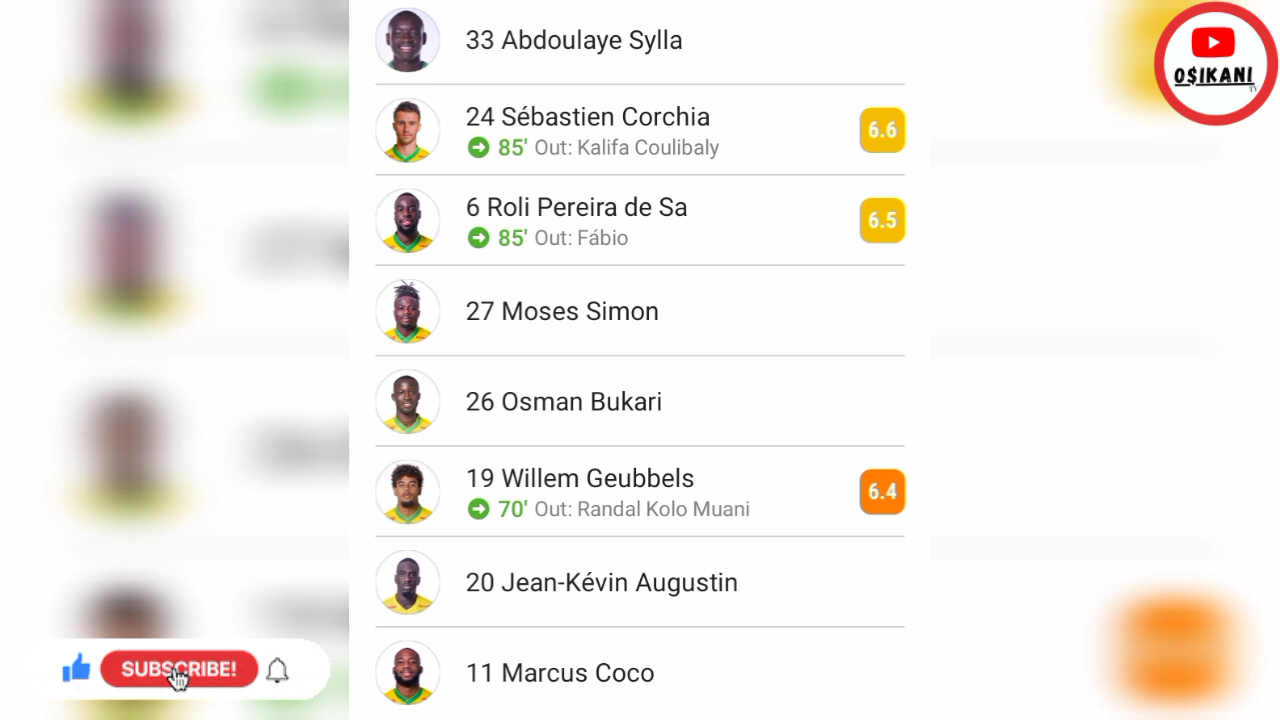 33 Abdoulaye Sylla
24 Sébastien Corchia
85' Out: Kalifa Coulibaly
6.6
6 Roli Pereira de Sa
85' Out: Fábio
6.5
27 Moses Simon
26 Osman Bukari
19 Willem Geubbels
70' Out: Randal Kolo Muani
6.4
20 Jean-Kévin Augustin
11 Marcus Coco
O$IKANI
TV
SUBSCRIBE!